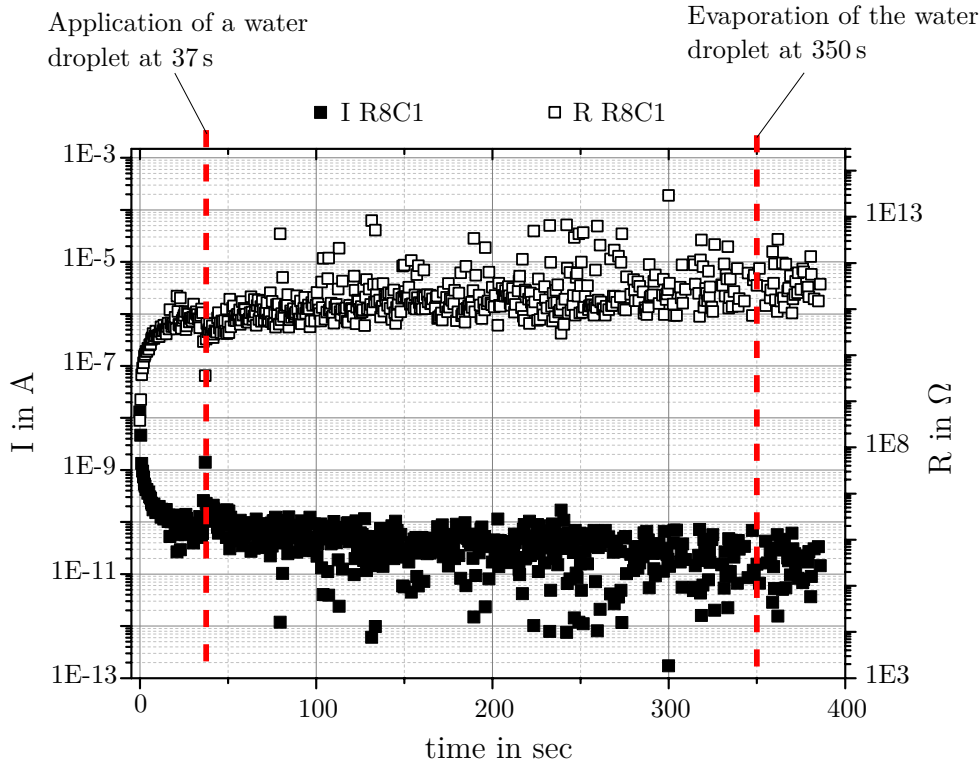 Application of a water
droplet at 37 s
Evaporation of the water
droplet at 350 s
I R8C1
R R8C1
1E-3
1E-5
1E-7
1E-9
1E-11
1E-13
I in A
1E13
1E8
1E3
R in Ω
0
100
200
300
400
time in sec